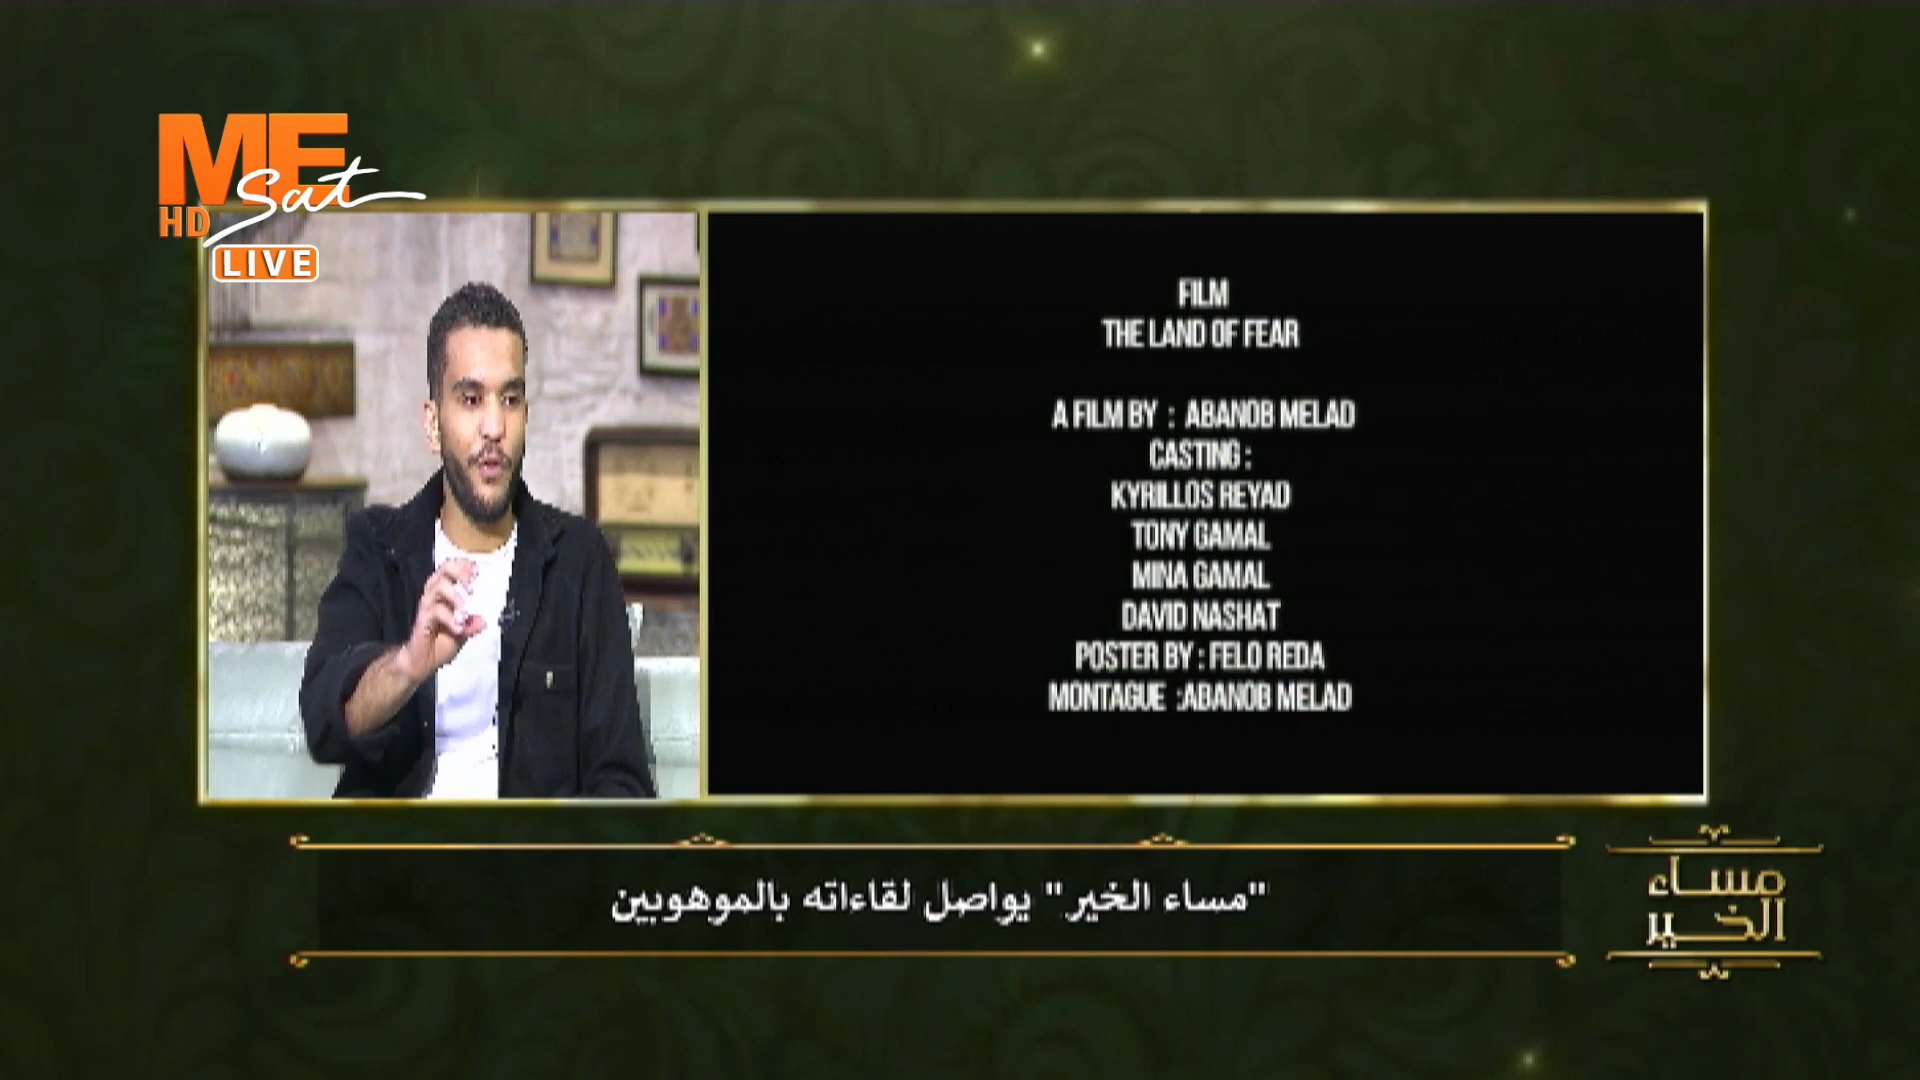 ME
Sat
HD
LIVE
FILM
THE LAND OF FEAR
A FILM BY : ABANOB MELAD
CASTING :
KYRILLOS REYAD
TONY GAMAL
MINA GAMAL
DAVID NASHAT
POSTER BY : FELO REDA
MONTAGUE :ABANOB MELAD
"مساء الخير" يواصل لقاءاته بالموهوبين
مساء
الخير